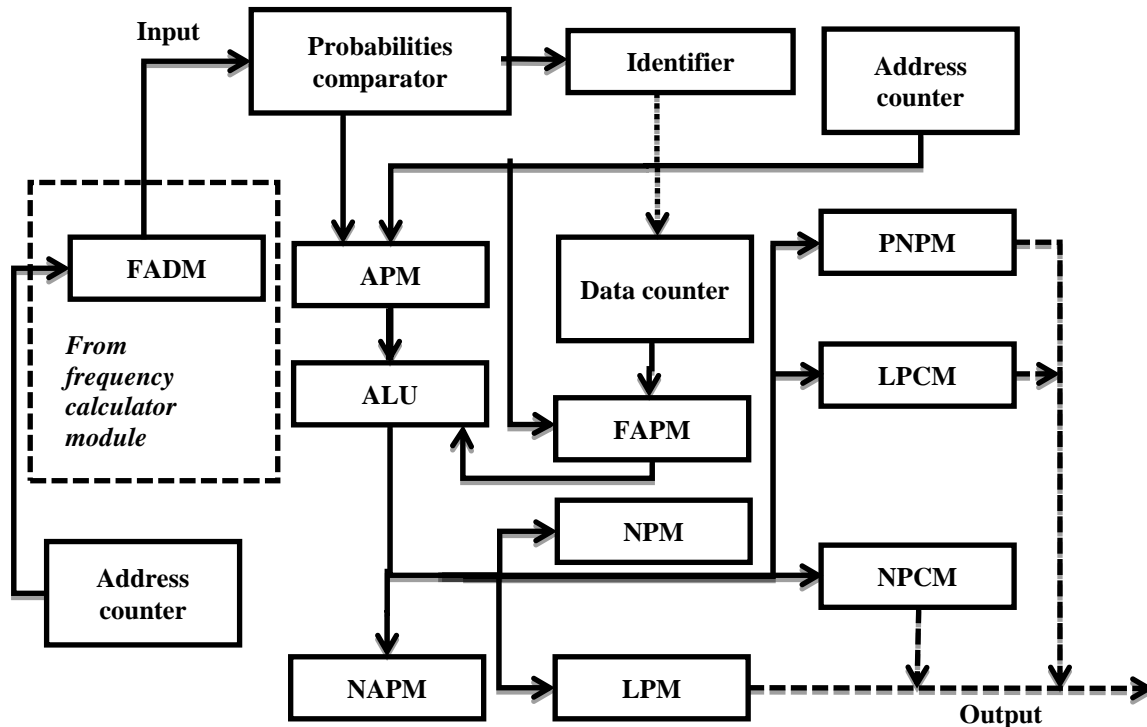 Input
Probabilities
comparator
Identifier
Address
counter
FADM
From
frequency
calculator
module
APM
Data counter
PNPM
ALU
FAPM
LPCM
NPM
NPCM
Address
counter
NAPM
LPM
Output